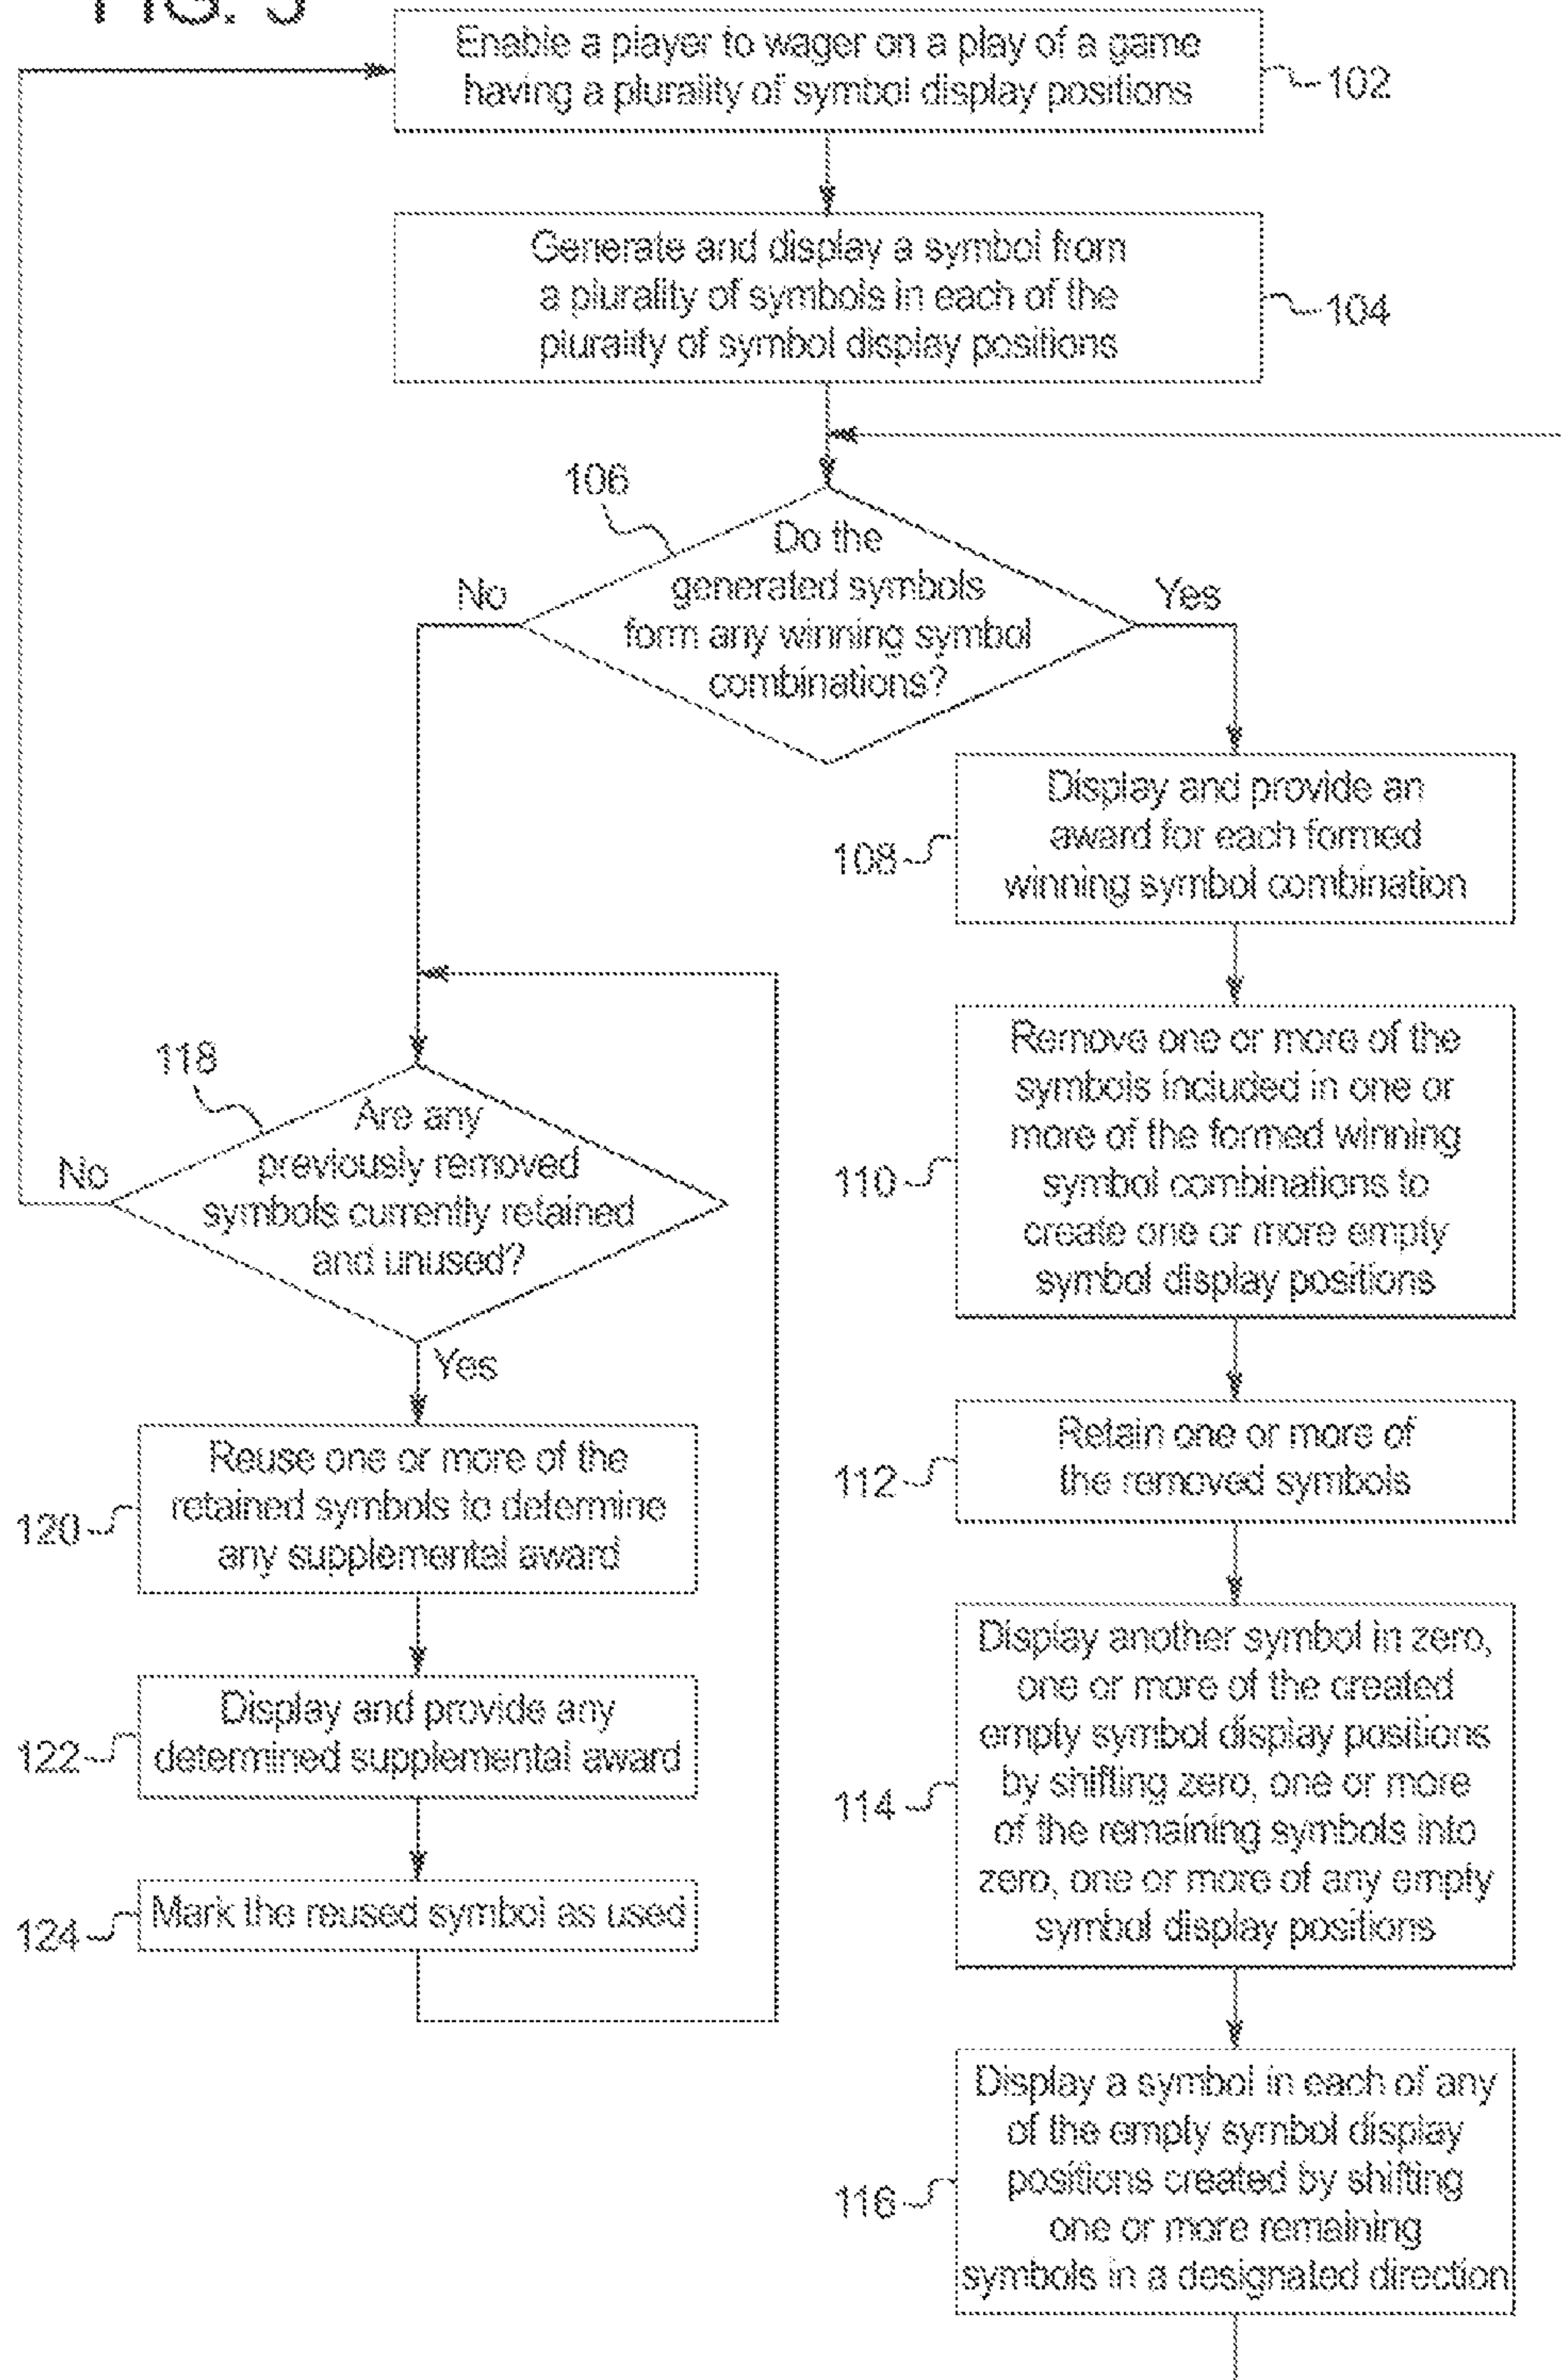 FIG. 3
Enable a player to wager on a play of a game
having a plurality of symbol display positions
102
Generate and display a symbol from
a plurality of symbols in each of the
plurality of symbol display positions
104
106
Do the
generated symbols
form any winning symbol
combinations?
No
Yes
Display and provide an
award for each formed
winning symbol combination
108
Remove one or more of the
symbols included in one or
more of the formed winning
symbol combinations to
create one or more empty
symbol display positions
110
118
Are any
previously removed
symbols currently retained
and unused?
No
Yes
Retain one or more of
the removed symbols
112
Reuse one or more of the
retained symbols to determine
any supplemental award
120
Display another symbol in zero,
one or more of the created
empty symbol display positions
by shifting zero, one or more
of the remaining symbols into
zero, one or more of any empty
symbol display positions
114
Display and provide any
determined supplemental award
122
Mark the reused symbol as used
124
Display a symbol in each of any
of the empty symbol display
positions created by shifting
one or more remaining
symbols in a designated direction
116